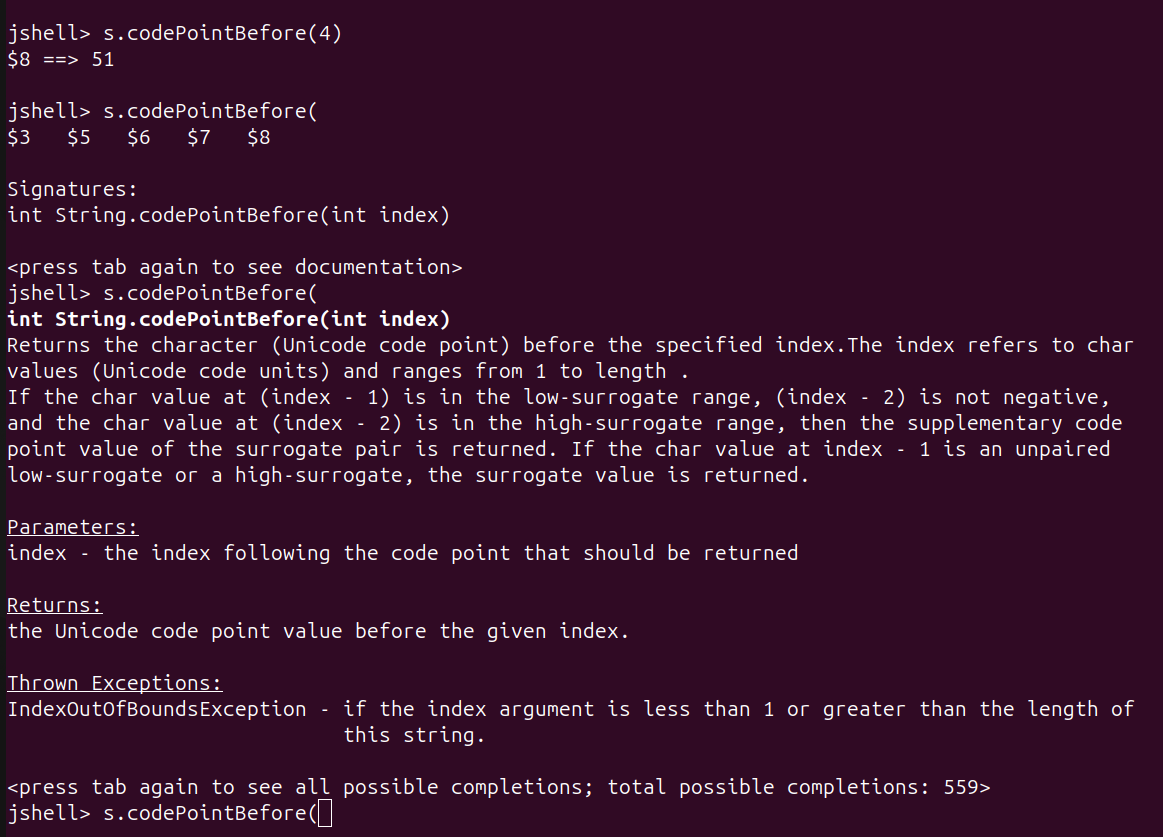 jshell> s.codePointBefore(4)
$8 ==> 51
jshell> s.codePointBefore(
$3   $5   $6   $7   $8
Signatures:
int String.codePointBefore(int index)
<press tab again to see documentation>
jshell> s.codePointBefore(
int String.codePointBefore(int index)
Returns the character (Unicode code point) before the specified index.The index refers to char
values (Unicode code units) and ranges from 1 to length .
If the char value at (index - 1) is in the low-surrogate range, (index - 2) is not negative,
and the char value at (index - 2) is in the high-surrogate range, then the supplementary code
point value of the surrogate pair is returned. If the char value at index - 1 is an unpaired
low-surrogate or a high-surrogate, the surrogate value is returned.
Parameters:
index - the index following the code point that should be returned
Returns:
the Unicode code point value before the given index.
Thrown Exceptions:
IndexOutOfBoundsException - if the index argument is less than 1 or greater than the length of
this string.
<press tab again to see all possible completions; total possible completions: 559>
jshell> s.codePointBefore(